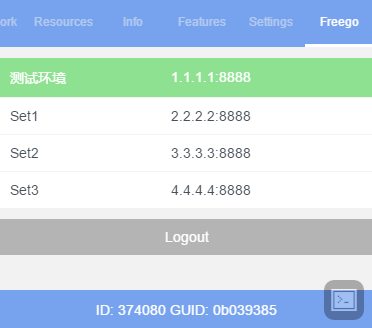 ork Resources Info Features Settings Freego
测试环境 1.1.1.1:8888
Set1 2.2.2.2:8888
Set2 3.3.3.3:8888
Set3 4.4.4.4:8888
Logout
ID: 374080 GUID: 0b039385